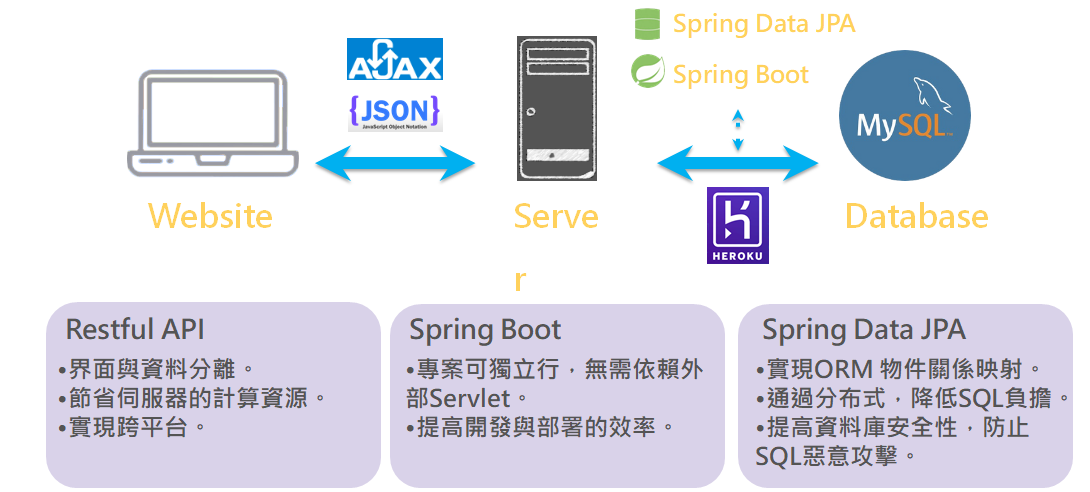 Spring Data JPA
Spring Boot
AJAX
{JSON}
JavaScript Object Notation
MySQL™
HEROKU
Website
Serve
r
Database
Restful API
•界面與資料分離。
•節省伺服器的計算資源。
•實現跨平台。
Spring Boot
•專案可獨立行，無需依賴外
部Servlet。
•提高開發與部署的效率。
Spring Data JPA
•實現ORM 物件關係映射。
•通過分布式，降低SQL負擔。
•提高資料庫安全性，防止
SQL惡意攻擊。